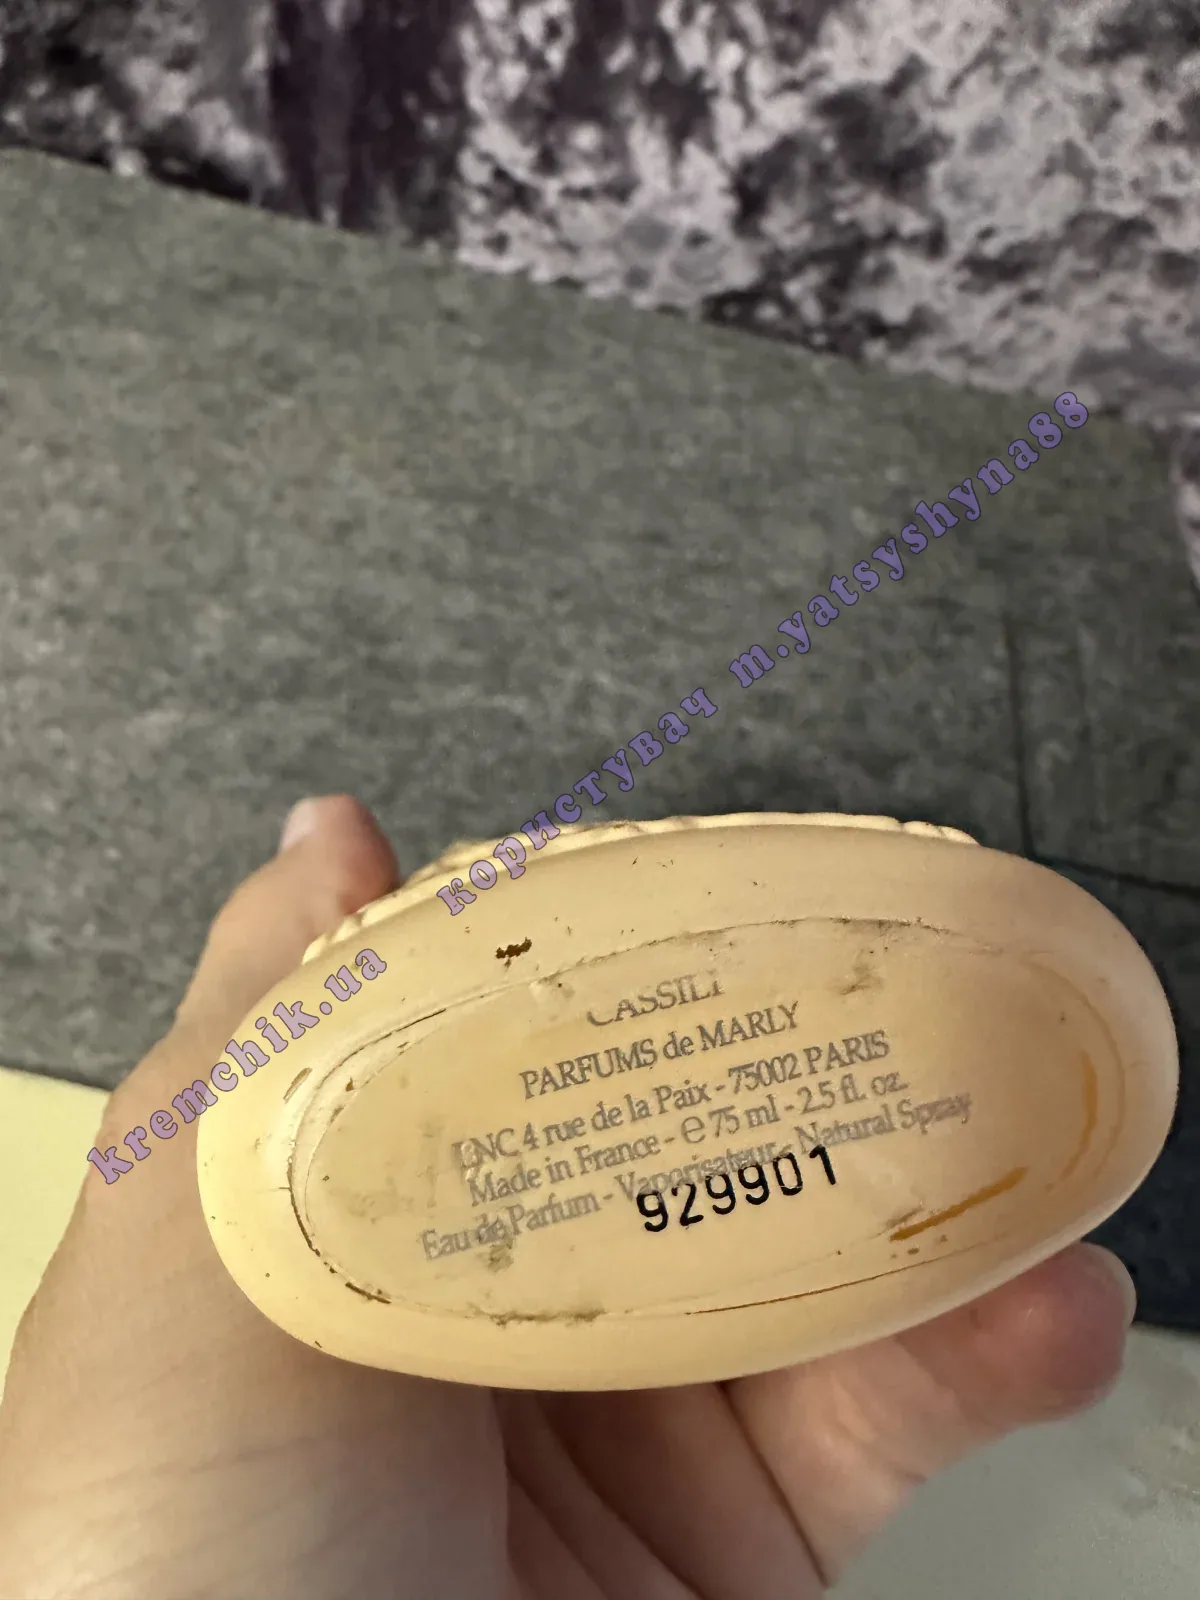 kremchik.ua користувач m.yatsyshyna88
CASSILI
PARFUMS de MARLY
LNC 4 rue de la Paix - 75002 PARIS
Made in France - ℮ 75 ml - 2.5 fl. oz.
Eau de Parfum - Vaporisateur - Natural Spray
929901